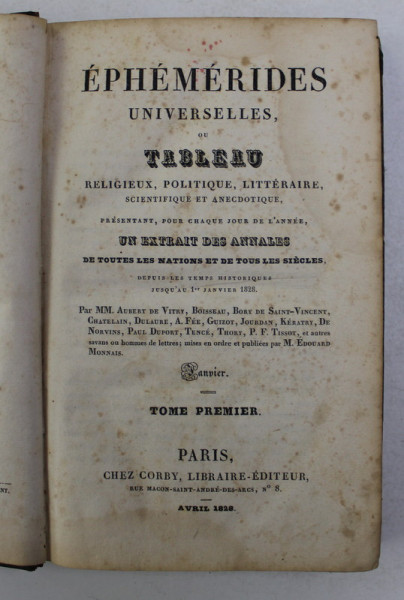 ÉPHÉMÉRIDES
UNIVERSELLES,
OU
TABLEAU
RELIGIEUX, POLITIQUE, LITTÉRAIRE,
SCIENTIFIQUE ET ANECDOTIQUE,
PRÉSENTANT, POUR CHAQUE JOUR DE L'ANNÉE,
UN EXTRAIT DES ANNALES
DE TOUTES LES NATIONS ET DE TOUS LES SIÈCLES,
DEPUIS LES TEMPS HISTORIQUES
JUSQU'AU 1er JANVIER 1828.
Par MM. AUBERT DE VITRY, BOISSEAU, BORY DE SAINT-VINCENT,
CHATELAIN, DULAURE, A. FÉE, GUIZOT, JOURDAN, KÉRATRY, DE
NORVINS, PAUL DUPORT, TENCÉ, THORY, P. F. TISSOT, et autres
savans ou hommes de lettres; mises en ordre et publiées par M. EDOUARD
MONNAIS.
Janvier.
TOME PREMIER.
PARIS,
CHEZ CORBY, LIBRAIRE-ÉDITEUR,
RUE MACON-SAINT-ANDRÉ-DES-ARCS, N° 8.
AVRIL 1828.